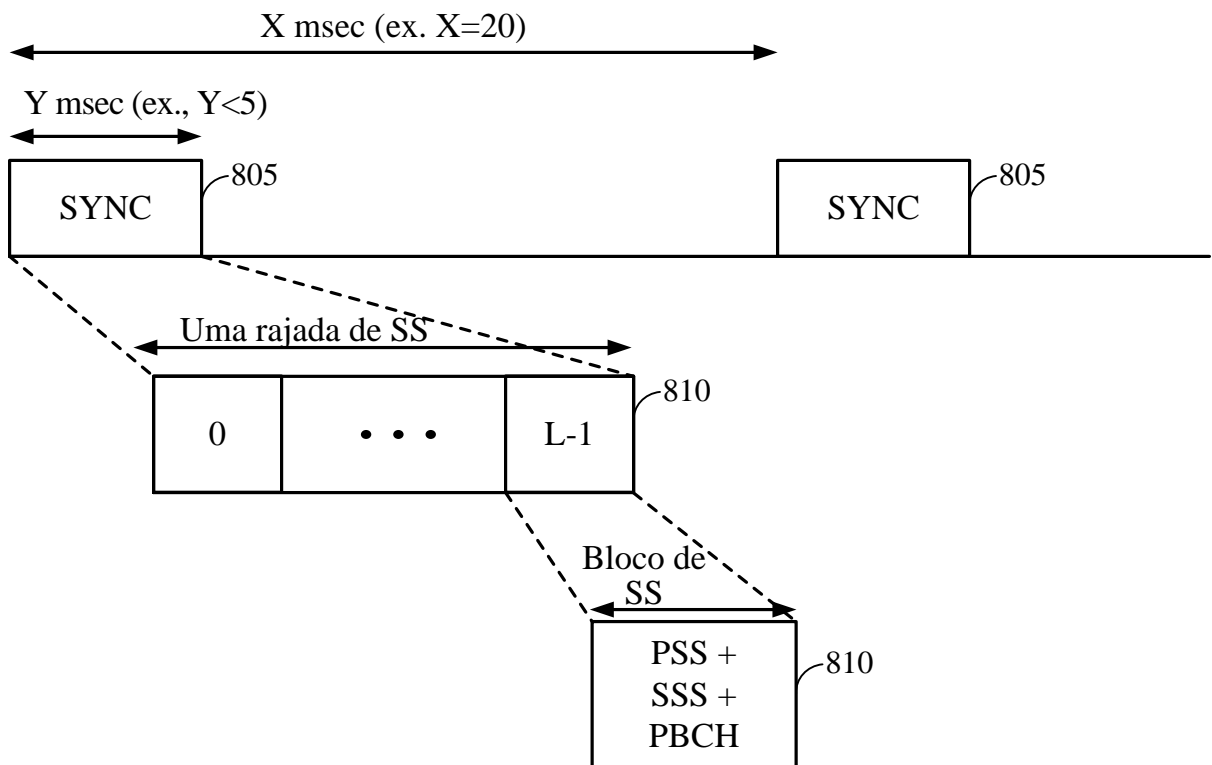 X msec (ex. X=20)
Y msec (ex., Y<5)
805
805
SYNC
SYNC
Uma rajada de SS
810
0
• • •
L-1
Bloco de
SS
PSS +
810
SSS +
PBCH